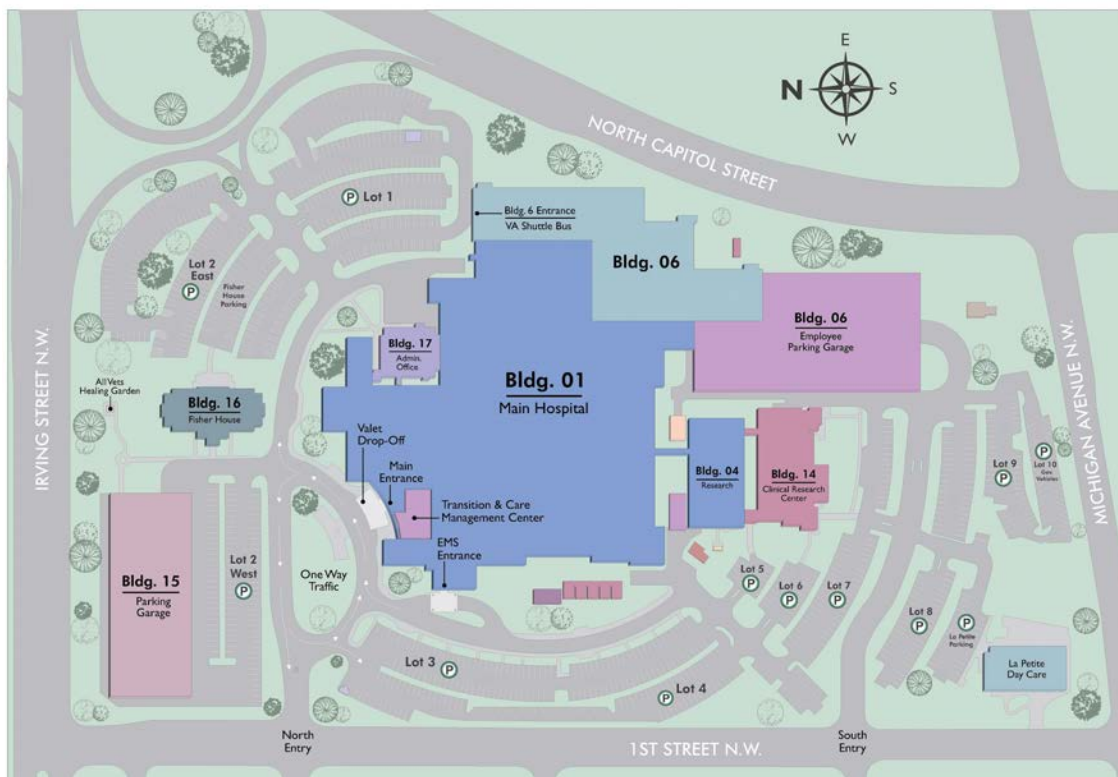 E
N
S
W
NORTH CAPITOL STREET
P Lot 1
Bldg. 6 Entrance
VA Shuttle Bus
Lot 2
East
P
Fisher
House
Parking
Bldg. 06
Bldg. 06
Employee
Parking Garage
Bldg. 17
Admin.
Office
Bldg. 01
Main Hospital
IRVING STREET N.W.
All Vets
Healing Garden
Bldg. 16
Fisher House
Valet
Drop-Off
Main
Entrance
Transition & Care
Management Center
EMS
Entrance
Bldg. 04
Research
Bldg. 14
Clinical Research
Center
Lot 9
P
P
Lot 10
Gov.
Vehicles
MICHIGAN AVENUE N.W.
Bldg. 15
Parking
Garage
Lot 2
West
P
One Way
Traffic
Lot 5
P
Lot 6
P
Lot 7
P
Lot 8
P
P
La Petite
Parking
La Petite
Day Care
Lot 3
P
Lot 4
P
North
Entry
1ST STREET N.W.
South
Entry